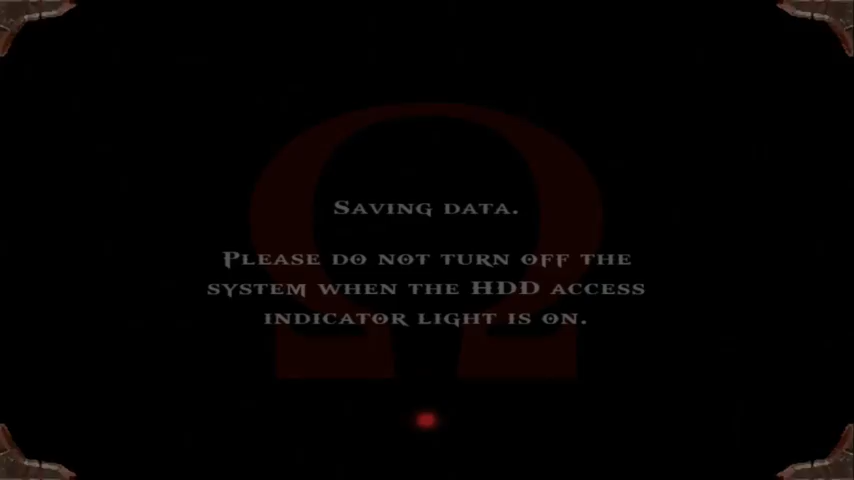 Saving data.
Please do not turn off the
system when the HDD access
indicator light is on.